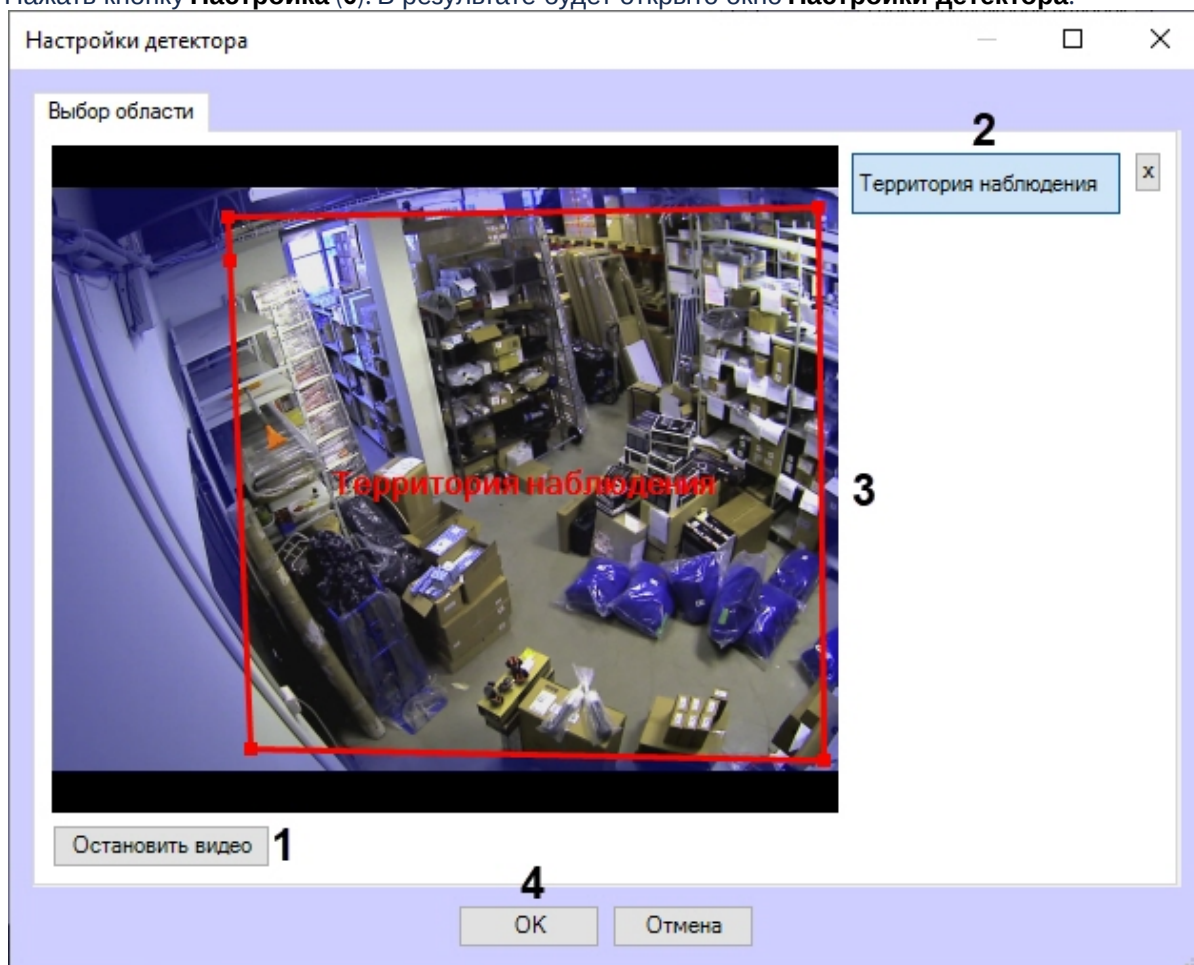 Нажать кнопку Настройка (6). В результате будет открыто окно Настройки детектора.
Настройки детектора
Выбор области
2
Территория наблюдения
x
Территория наблюдения
3
Остановить видео
1
4
OK
Отмена